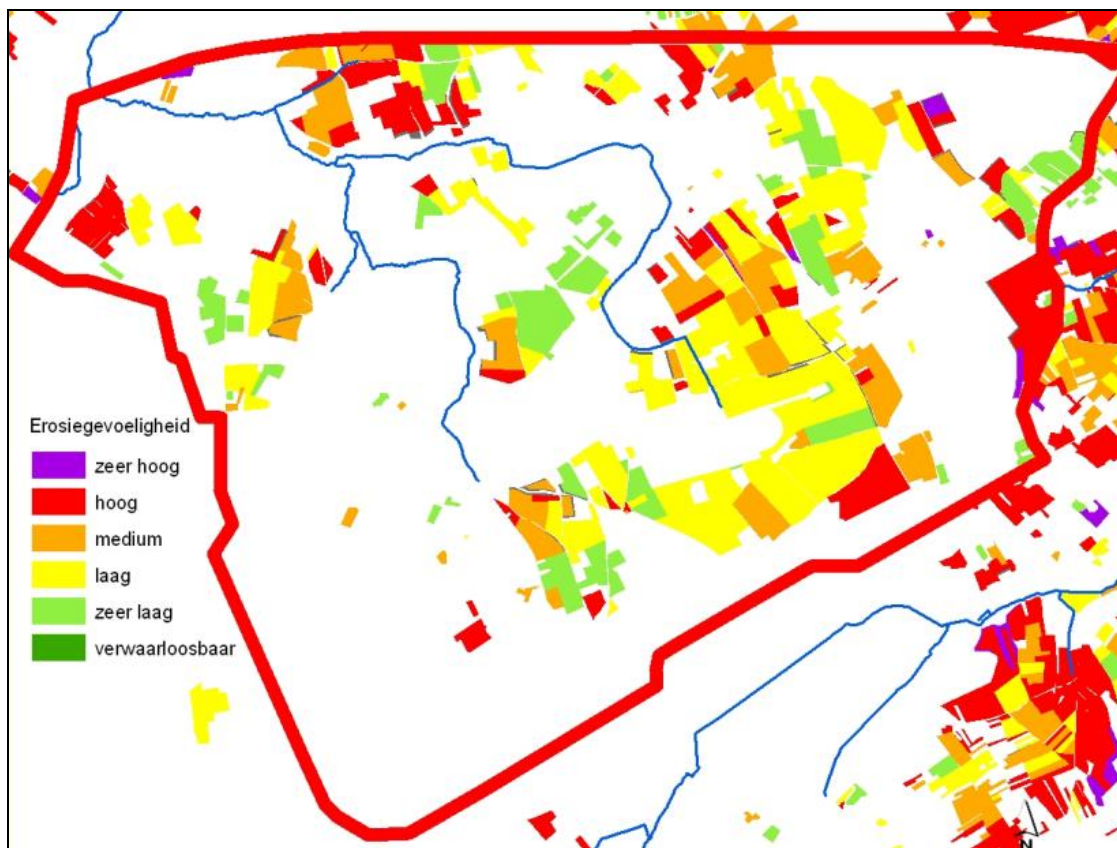 Erosiegevoeligheid
zeer hoog
hoog
medium
laag
zeer laag
verwaarloosbaar
N